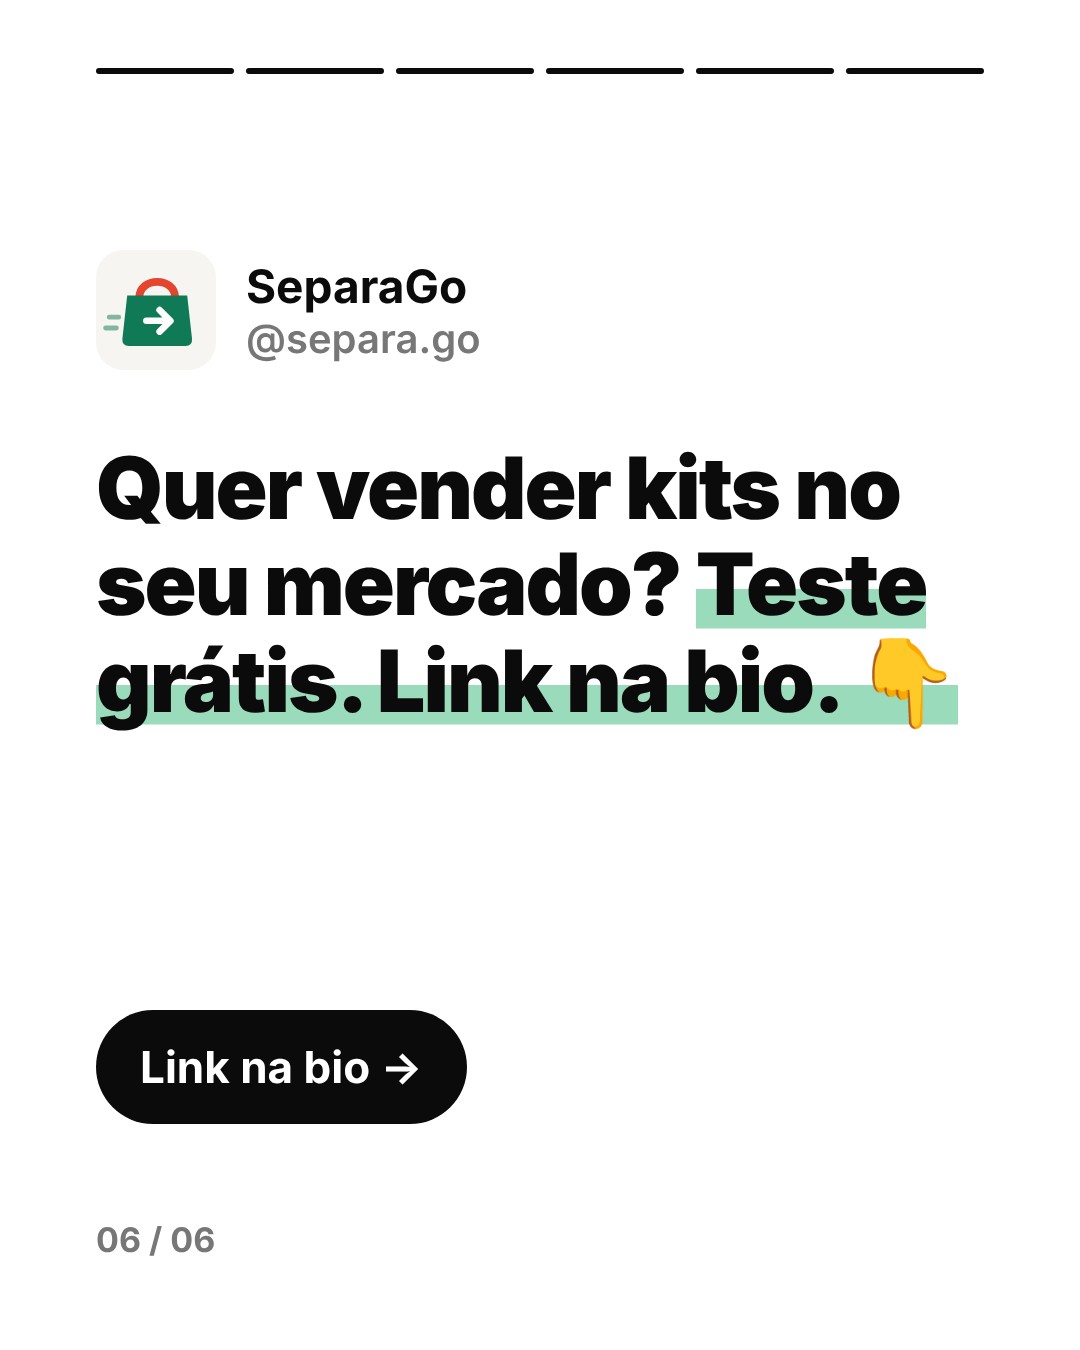 SeparaGo
@separa.go
Quer vender kits no
seu mercado? Teste
grátis. Link na bio. 👇
Link na bio →
06 / 06